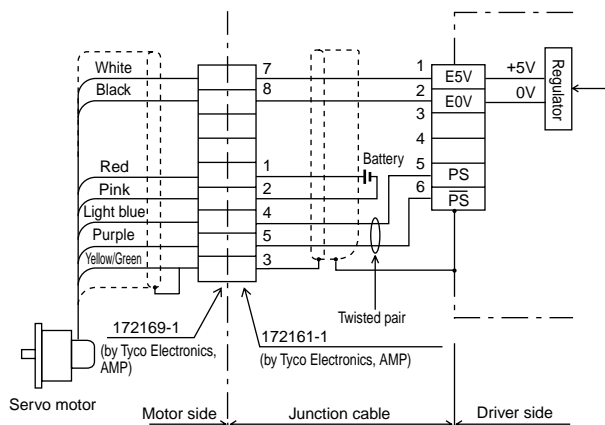 White
Black
Red
Pink
Light blue
Purple
Yellow/Green
7
8
1
2
4
5
3
Battery
Twisted pair
1
2
3
4
5
6
E5V
E0V
PS
PS
+5V
0V
Regulator
172169-1
(by Tyco Electronics,
AMP)
172161-1
(by Tyco Electronics, AMP)
Servo motor
Motor side
Junction cable
Driver side